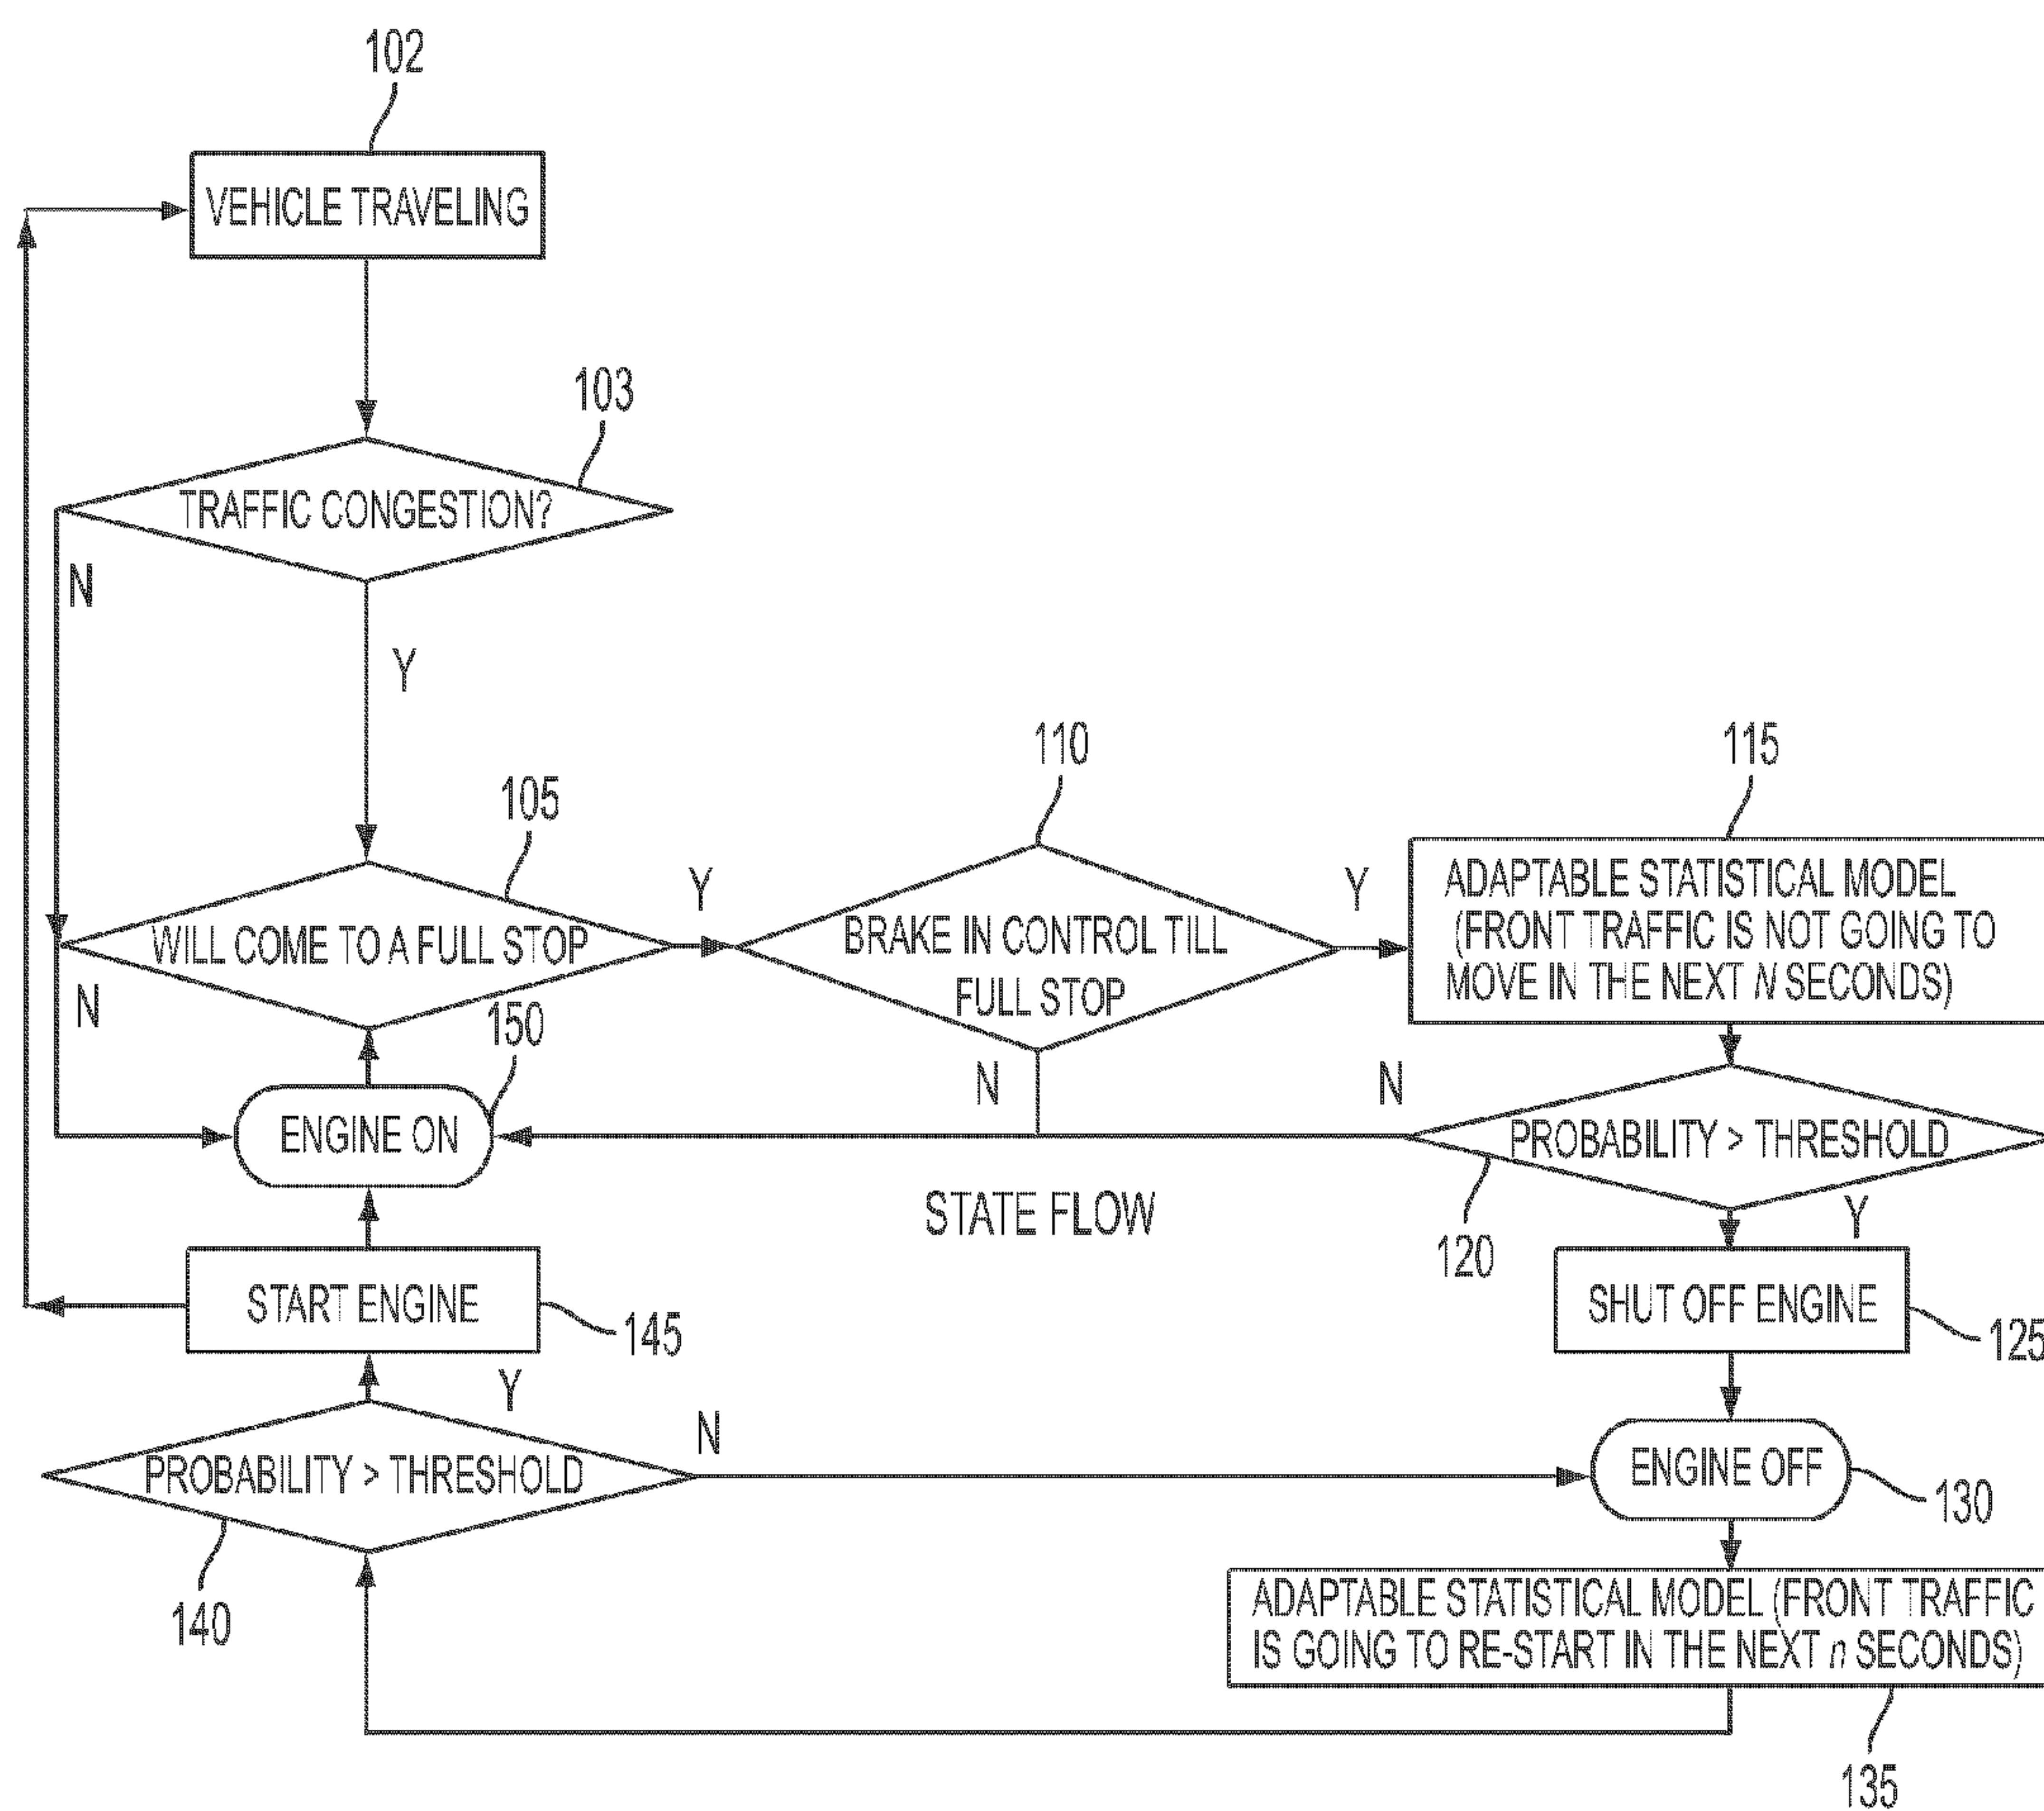 102
VEHICLE TRAVELING
103
TRAFFIC CONGESTION?
N
Y
105
WILL COME TO A FULL STOP
Y
N
110
BRAKE IN CONTROL TILL
FULL STOP
Y
N
115
ADAPTABLE STATISTICAL MODEL
(FRONT TRAFFIC IS NOT GOING TO
MOVE IN THE NEXT N SECONDS)
150
ENGINE ON
N
PROBABILITY > THRESHOLD
120
Y
STATE FLOW
START ENGINE
145
SHUT OFF ENGINE
125
Y
PROBABILITY > THRESHOLD
N
140
ENGINE OFF
130
ADAPTABLE STATISTICAL MODEL (FRONT TRAFFIC
IS GOING TO RE-START IN THE NEXT n SECONDS)
135